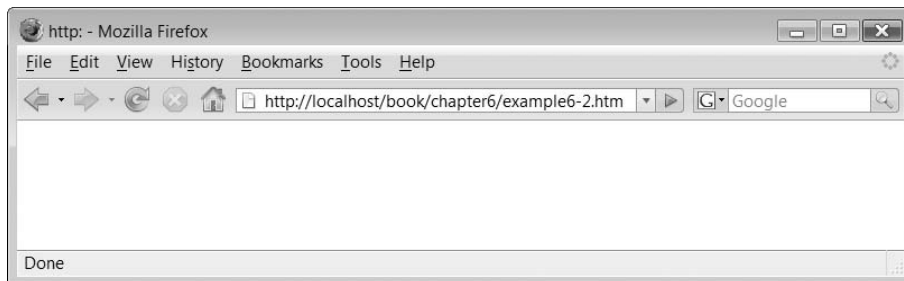 http: - Mozilla Firefox
File Edit View History Bookmarks Tools Help
http://localhost/book/chapter6/example6-2.htm G Google
Done